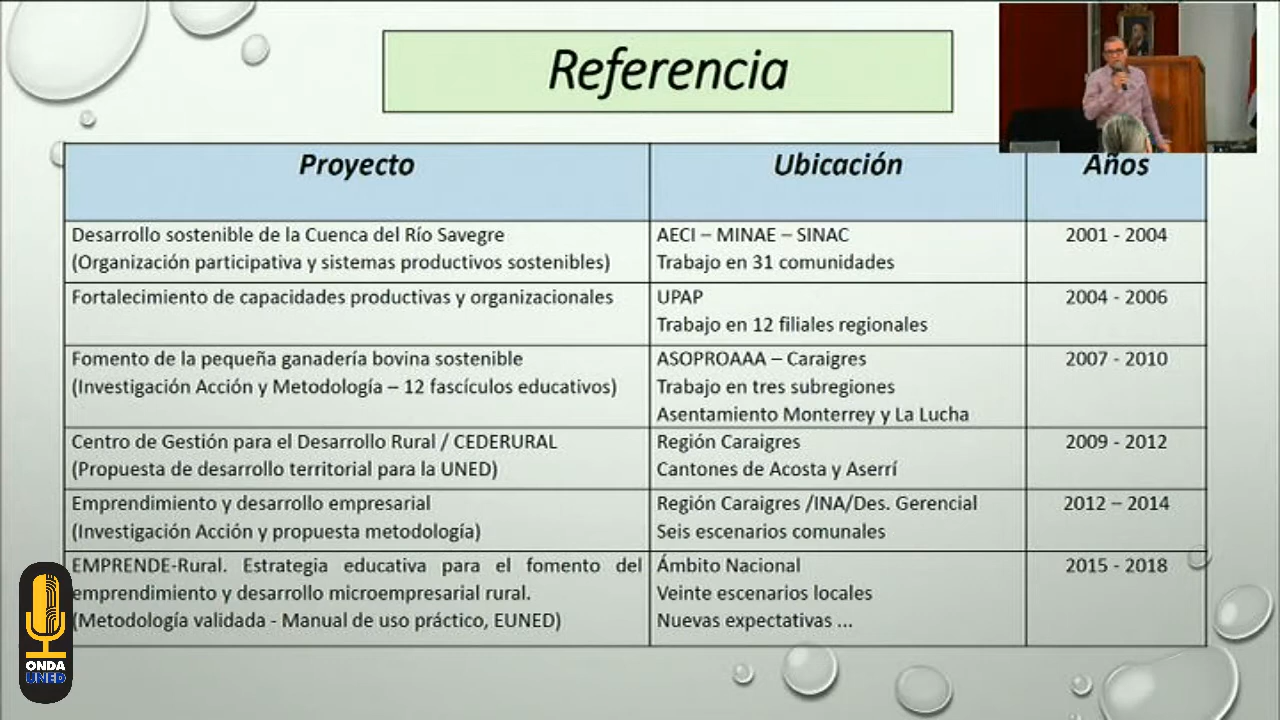 Referencia
Proyecto
Ubicación
Años
Desarrollo sostenible de la Cuenca del Río Savegre
(Organización participativa y sistemas productivos sostenibles)
AECI – MINAE – SINAC
Trabajo en 31 comunidades
2001 - 2004
Fortalecimiento de capacidades productivas y organizacionales
UPAP
Trabajo en 12 filiales regionales
2004 - 2006
Fomento de la pequeña ganadería bovina sostenible
(Investigación Acción y Metodología – 12 fascículos educativos)
ASOPROAAA – Caraigres
Trabajo en tres subregiones
Asentamiento Monterrey y La Lucha
2007 - 2010
Centro de Gestión para el Desarrollo Rural / CEDERURAL
(Propuesta de desarrollo territorial para la UNED)
Región Caraigres
Cantones de Acosta y Aserrí
2009 - 2012
Emprendimiento y desarrollo empresarial
(Investigación Acción y propuesta metodología)
Región Caraigres /INA/Des. Gerencial
Seis escenarios comunales
2012 – 2014
EMPRENDE-Rural. Estrategia educativa para el fomento del
emprendimiento y desarrollo microempresarial rural.
(Metodología validada - Manual de uso práctico, EUNED)
Ámbito Nacional
Veinte escenarios locales
Nuevas expectativas ...
2015 - 2018
ONDA
UNED